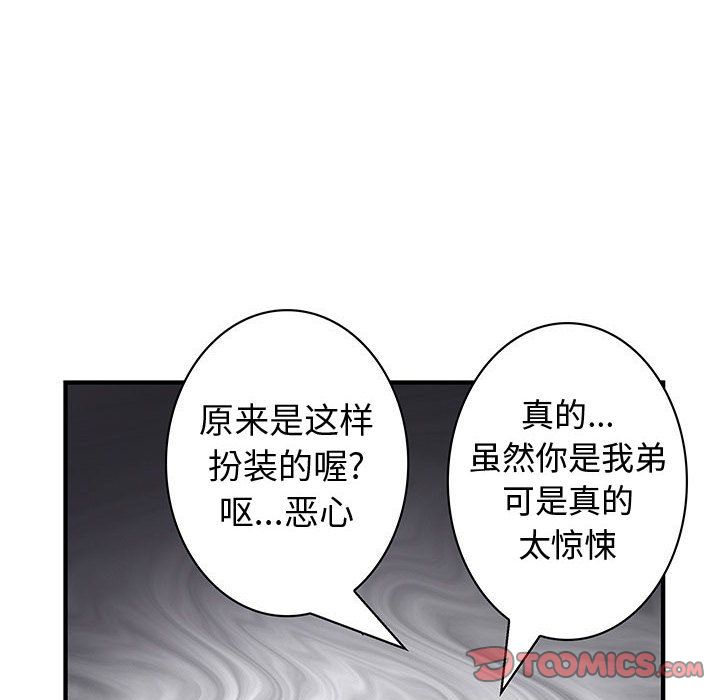 原来是这样
扮装的喔?
呕...恶心
真的...
虽然你是我弟
可是真的
太惊悚
TOOMICS.COM